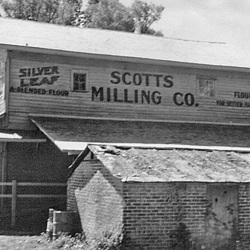 SILVER
LEAF
A BLENDED FLOUR
SCOTTS
MILLING CO.
FLOUR